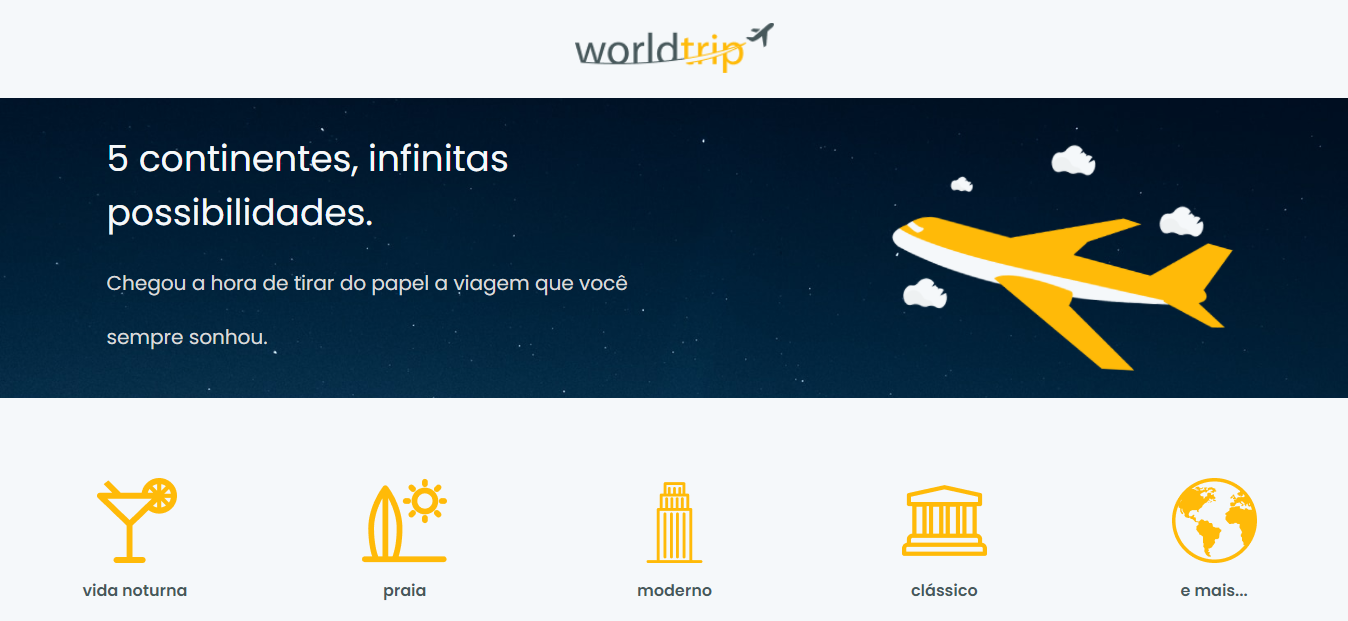 worldtrip
5 continentes, infinitas
possibilidades.
Chegou a hora de tirar do papel a viagem que você
sempre sonhou.
vida noturna
praia
moderno
clássico
e mais...